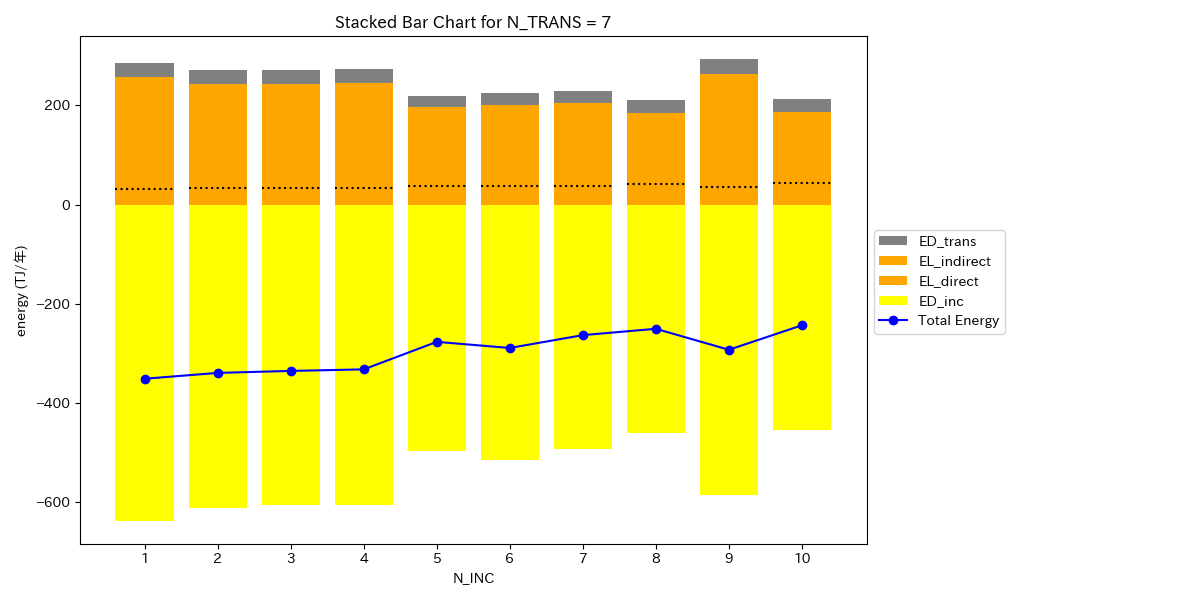 Stacked Bar Chart for N_TRANS = 7
energy (TJ/年)
200
0
−200
−400
−600
1 2 3 4 5 6 7 8 9 10
N_INC
ED_trans
EL_indirect
EL_direct
ED_inc
Total Energy